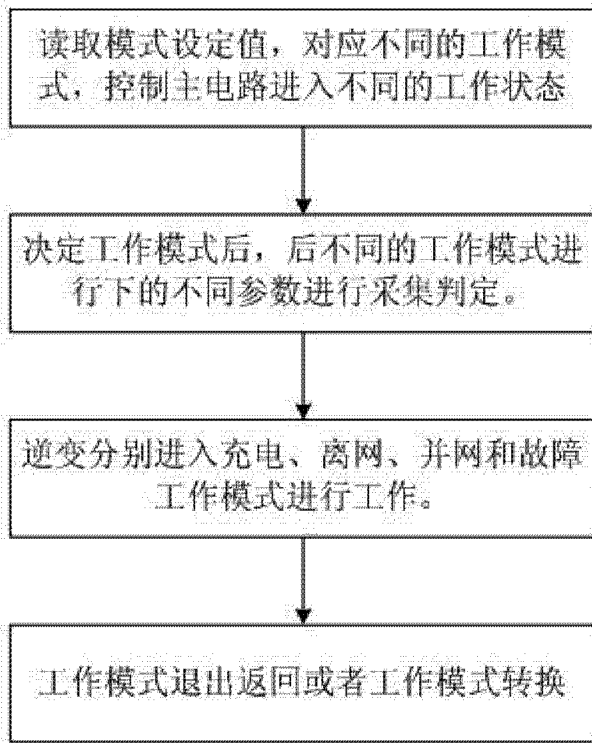 读取模式设定值，对应不同的工作模
式，控制主电路进入不同的工作状态
决定工作模式后，后不同的工作模式进
行下的不同参数进行采集判定。
逆变分别进入充电、离网、并网和故障
工作模式进行工作。
工作模式退出返回或者工作模式转换